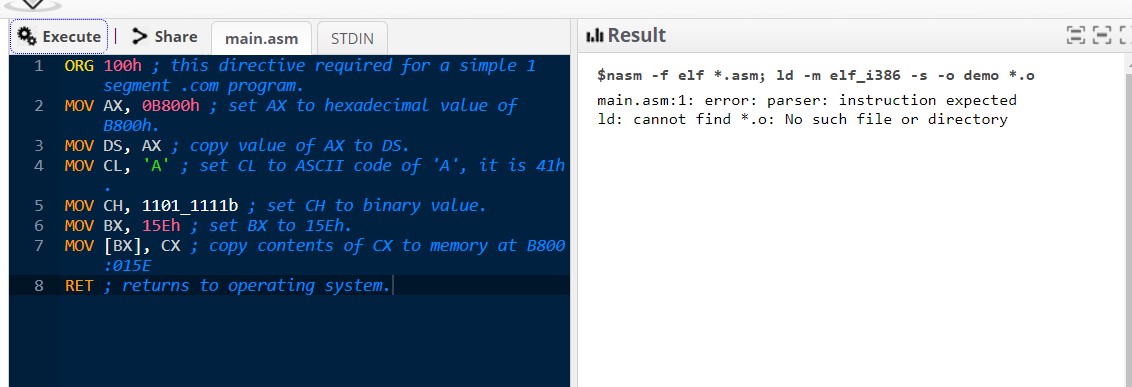 Execute | Share main.asm STDIN
Result
1 ORG 100h ; this directive required for a simple 1
segment .com program.
2 MOV AX, 0B800h ; set AX to hexadecimal value of
B800h.
3 MOV DS, AX ; copy value of AX to DS.
4 MOV CL, 'A' ; set CL to ASCII code of 'A', it is 41h
.
5 MOV CH, 1101_1111b ; set CH to binary value.
6 MOV BX, 15Eh ; set BX to 15Eh.
7 MOV [BX], CX ; copy contents of CX to memory at B800
:015E
8 RET ; returns to operating system.
$nasm -f elf *.asm; ld -m elf_i386 -s -o demo *.o
main.asm:1: error: parser: instruction expected
ld: cannot find *.o: No such file or directory